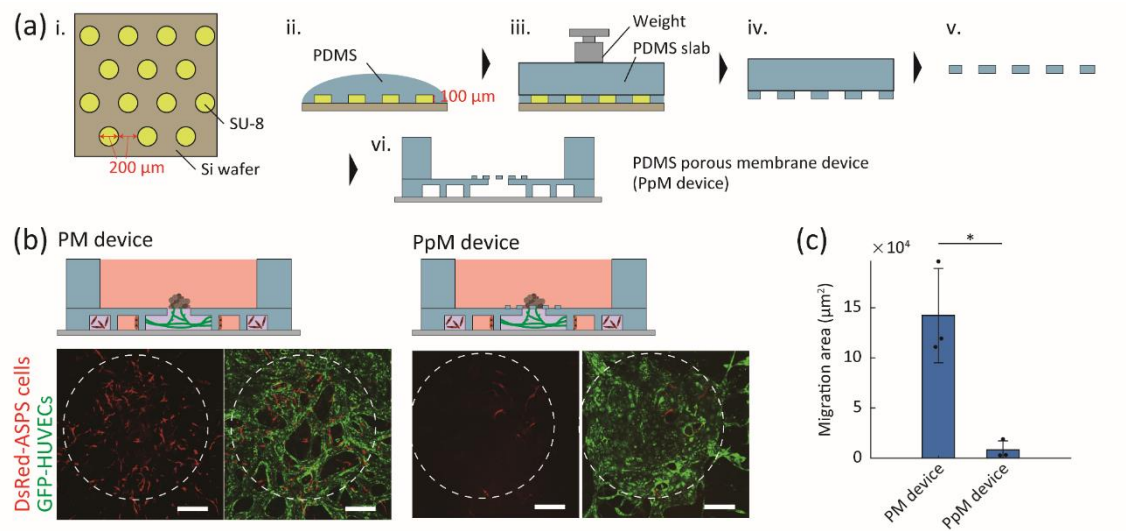 (a) i.
SU-8
Si wafer
200 μm
ii.
PDMS
100 μm
iii.
Weight
PDMS slab
iv.
v.
vi.
PDMS porous membrane device
(PpM device)
(b) PM device
PpM device
DsRed-ASPS cells
GFP-HUVECs
(c)
×10⁴
*
Migration area (μm²)
15
10
5
0
PM device
PpM device